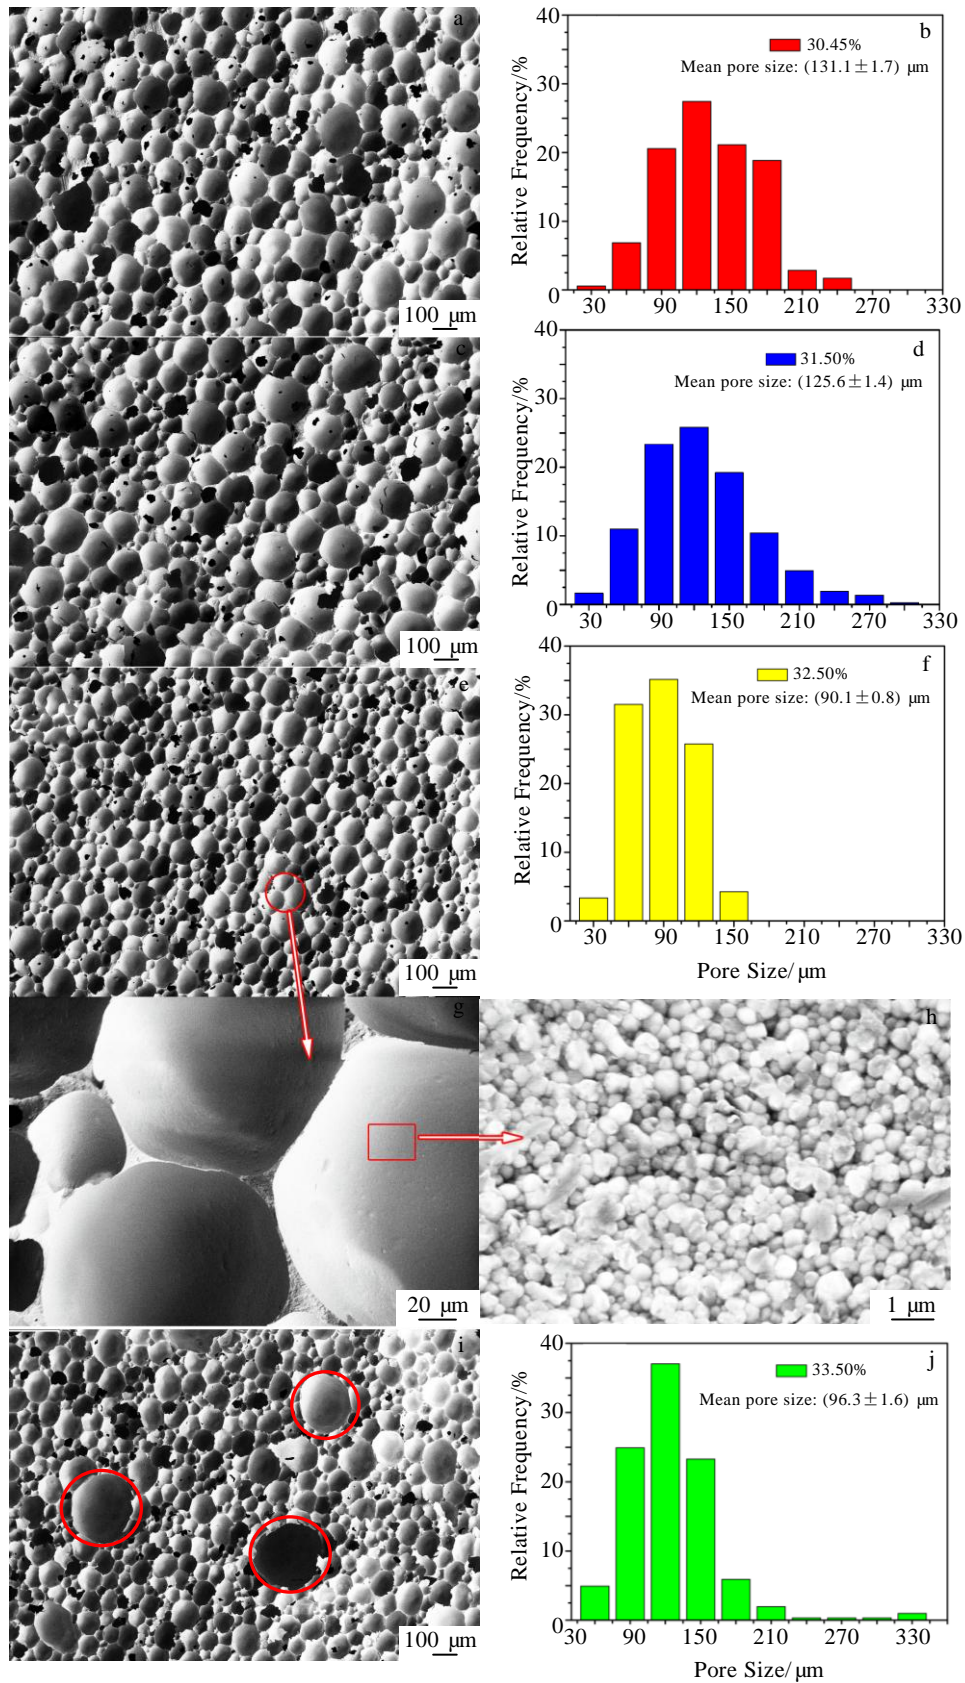 a
100 μm
b
30.45%
Mean pore size: (131.1±1.7) μm
Relative Frequency/%
40
30
20
10
0
30 90 150 210 270 330
c
100 μm
d
31.50%
Mean pore size: (125.6±1.4) μm
Relative Frequency/%
40
30
20
10
0
30 90 150 210 270 330
e
100 μm
f
32.50%
Mean pore size: (90.1±0.8) μm
Relative Frequency/%
40
30
20
10
0
30 90 150 210 270 330
Pore Size/μm
g
20 μm
h
1 μm
i
100 μm
j
33.50%
Mean pore size: (96.3±1.6) μm
Relative Frequency/%
40
30
20
10
0
30 90 150 210 270 330
Pore Size/μm